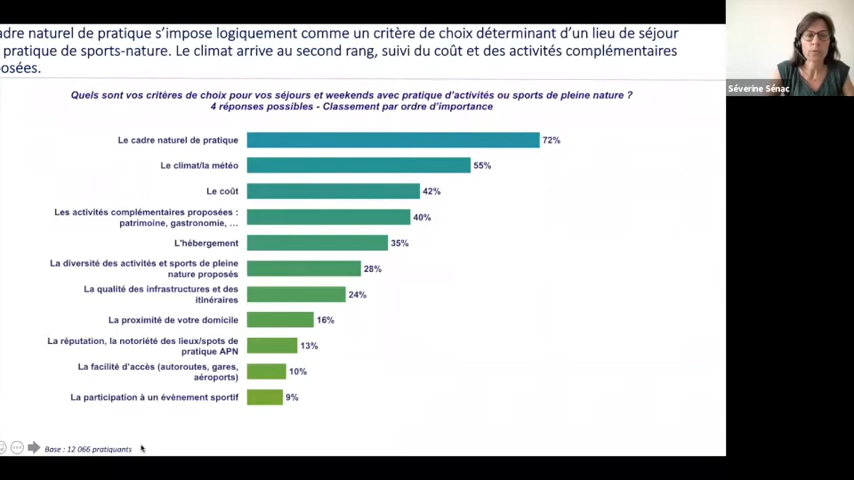 adre naturel de pratique s'impose logiquement comme un critère de choix déterminant d'un lieu de séjour
pratique de sports-nature. Le climat arrive au second rang, suivi du coût et des activités complémentaires
osées.
Quels sont vos critères de choix pour vos séjours et weekends avec pratique d'activités ou sports de pleine nature ?
4 réponses possibles - Classement par ordre d'importance
Le cadre naturel de pratique 72%
Le climat/la météo 55%
Le coût 42%
Les activités complémentaires proposées :
patrimoine, gastronomie, … 40%
L'hébergement 35%
La diversité des activités et sports de pleine
nature proposés 28%
La qualité des infrastructures et des
itinéraires 24%
La proximité de votre domicile 16%
La réputation, la notoriété des lieux/spots de
pratique APN 13%
La facilité d'accès (autoroutes, gares,
aéroports) 10%
La participation à un évènement sportif 9%
Base : 12 066 pratiquants
Séverine Sénac